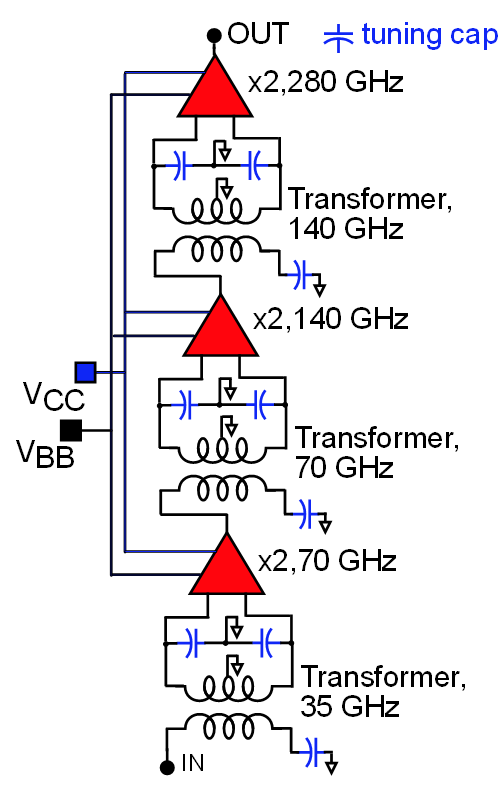 OUT
tuning cap
x2,280 GHz
Transformer,
140 GHz
x2,140 GHz
VCC
VBB
Transformer,
70 GHz
x2,70 GHz
Transformer,
35 GHz
IN